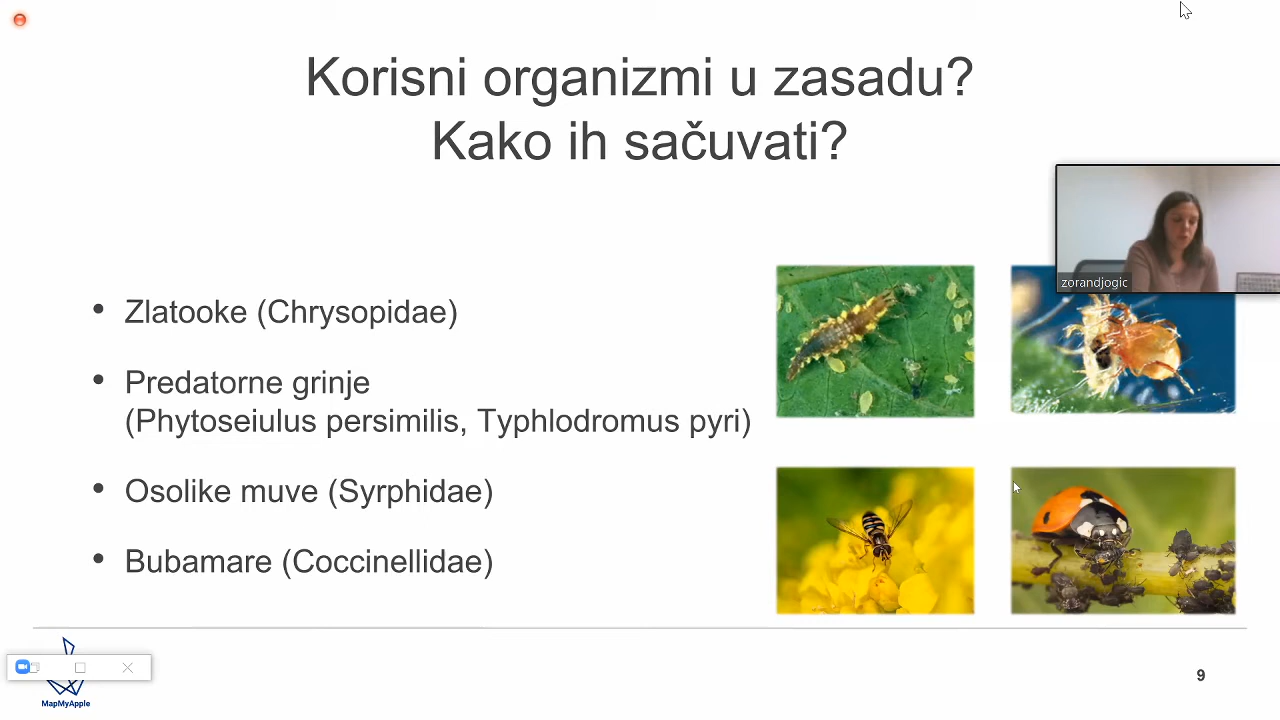 Korisni organizmi u zasadu?
Kako ih sačuvati?
zorandjogic
• Zlatooke (Chrysopidae)
• Predatorne grinje
(Phytoseiulus persimilis, Typhlodromus pyri)
• Osolike muve (Syrphidae)
• Bubamare (Coccinellidae)
MapMyApple
9